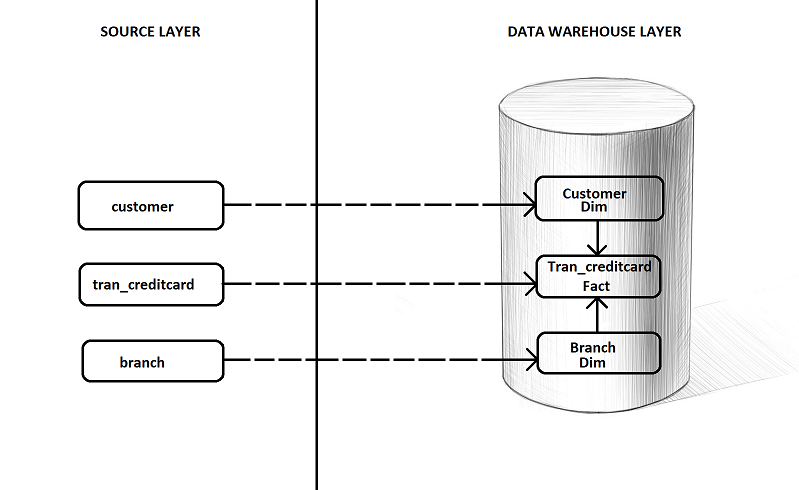 SOURCE LAYER
DATA WAREHOUSE LAYER
customer
Customer
Dim
tran_creditcard
Tran_creditcard
Fact
branch
Branch
Dim